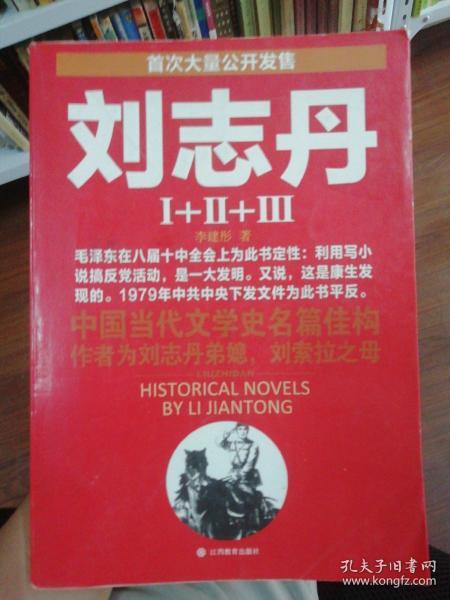 首次大量公开发售
刘志丹
I+II+III
李建彤 著
毛泽东在八届十中全会上为此书定性：利用写小
说搞反党活动，是一大发明。又说，这是康生发
现的。1979年中共中央下发文件为此书平反。
中国当代文学史名篇佳构
作者为刘志丹弟媳，刘索拉之母
LIUZHIDAN
HISTORICAL NOVELS
BY LI JIANTONG
江西教育出版社
孔夫子旧书网
www.kongfz.com